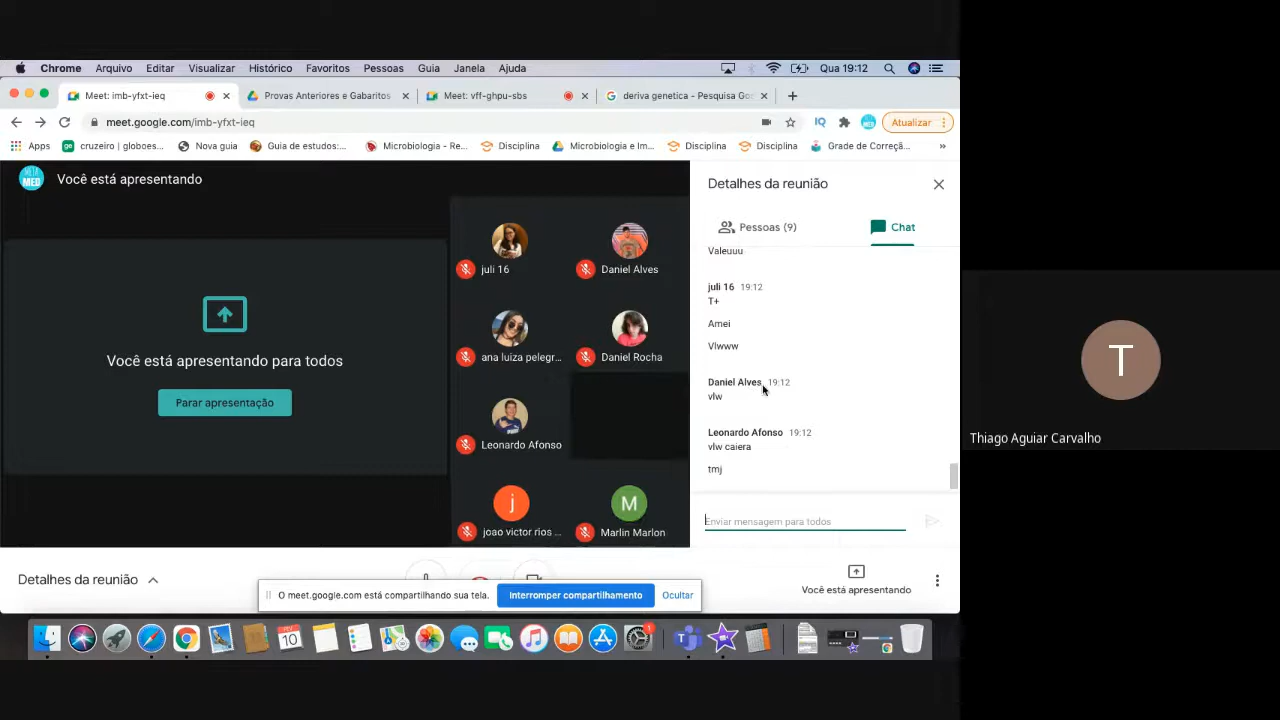 Chrome Arquivo Editar Visualizar Histórico Favoritos Pessoas Guia Janela Ajuda Qua 19:12
Meet: imb-yfxt-ieq Provas Anteriores e Gabaritos Meet: vff-ghpu-sbs deriva genetica - Pesquisa Goo
meet.google.com/imb-yfxt-ieq IQ Atualizar
Apps cruzeiro | globoes... Nova guia Guia de estudos:... Microbiologia - Re... Disciplina Microbiologia e Im... Disciplina Disciplina Grade de Correçã... »
META MED
Você está apresentando
Você está apresentando para todos
Parar apresentação
juli 16
Daniel Alves
ana luiza pelegr...
Daniel Rocha
Leonardo Afonso
j
joao victor rios ...
M
Marlin Marlon
Detalhes da reunião
Pessoas (9) Chat
Valeuuu
juli 16 19:12
T+
Amei
Vlwww
Daniel Alves 19:12
vlw
Leonardo Afonso 19:12
vlw caiera
tmj
Enviar mensagem para todos
Detalhes da reunião
O meet.google.com está compartilhando sua tela. Interromper compartilhamento Ocultar
Você está apresentando
10
1
T
Thiago Aguiar Carvalho